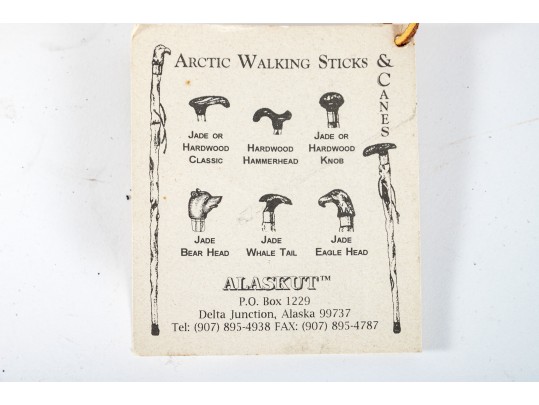 ARCTIC WALKING STICKS & CANES
JADE OR
HARDWOOD
CLASSIC
HARDWOOD
HAMMERHEAD
JADE OR
HARDWOOD
KNOB
JADE
BEAR HEAD
JADE
WHALE TAIL
JADE
EAGLE HEAD
ALASKUT™
P.O. Box 1229
Delta Junction, Alaska 99737
Tel: (907) 895-4938 FAX: (907) 895-4787